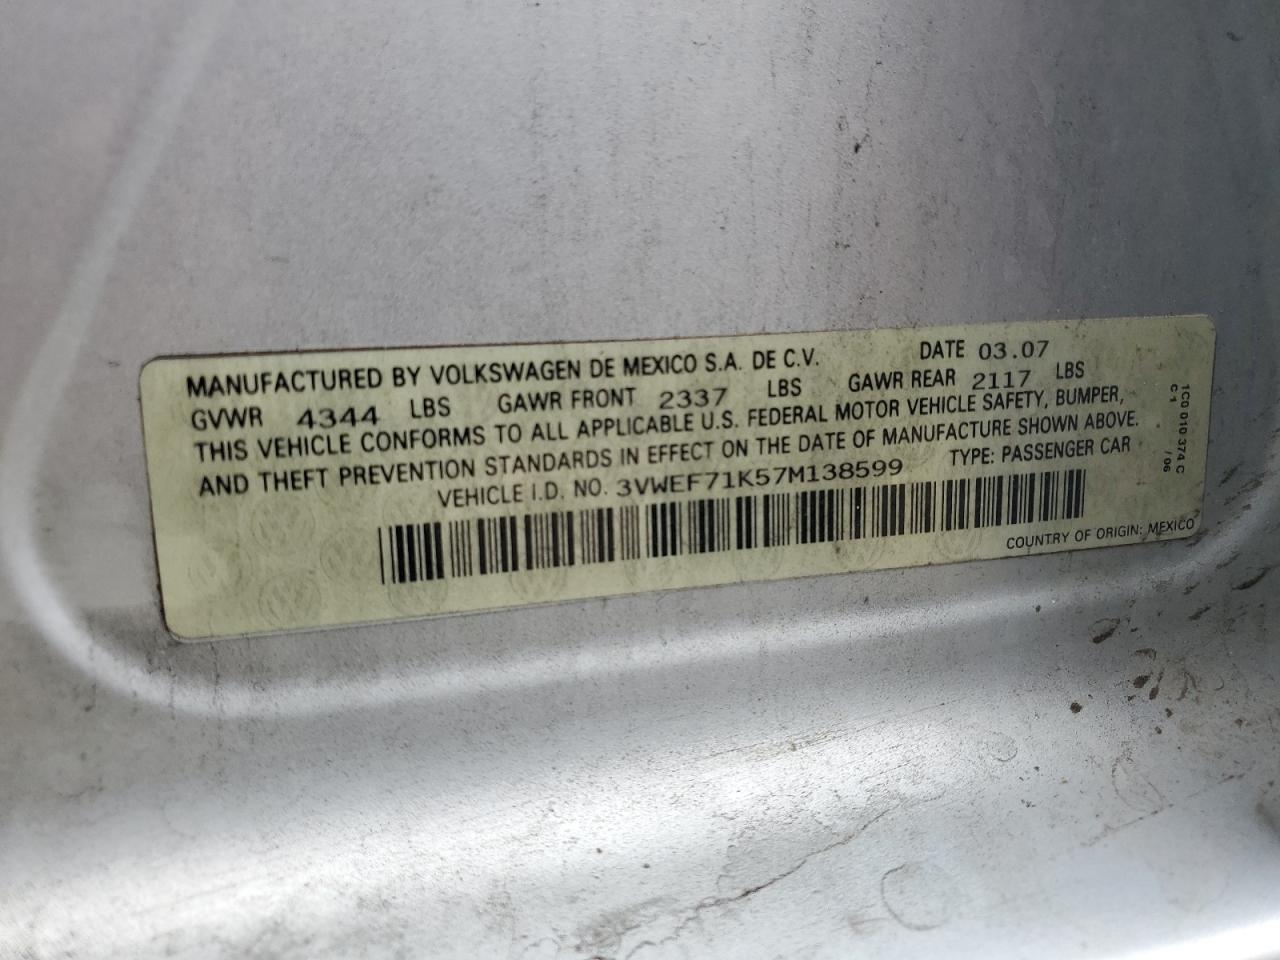 MANUFACTURED BY VOLKSWAGEN DE MEXICO S.A. DE C.V. DATE 03.07
GVWR 4344 LBS GAWR FRONT 2337 LBS GAWR REAR 2117 LBS
THIS VEHICLE CONFORMS TO ALL APPLICABLE U.S. FEDERAL MOTOR VEHICLE SAFETY, BUMPER,
AND THEFT PREVENTION STANDARDS IN EFFECT ON THE DATE OF MANUFACTURE SHOWN ABOVE.
VEHICLE I.D. NO. 3VWEF71K57M138599 TYPE: PASSENGER CAR
COUNTRY OF ORIGIN: MEXICO
1C0 010 374 C
C1 / 06